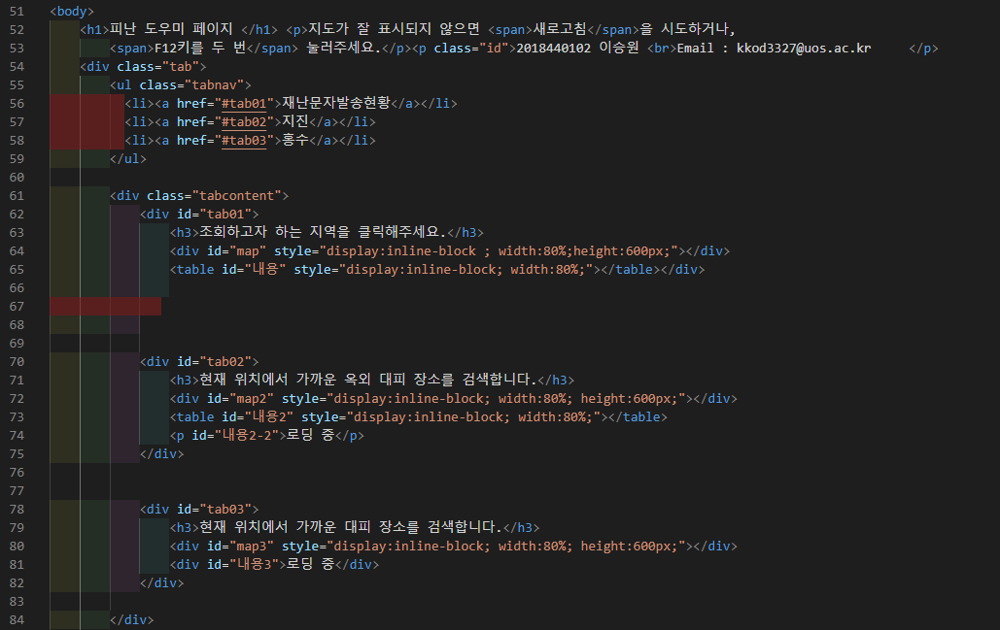 51 <body>
52 <h1>피난 도우미 페이지 </h1> <p>지도가 잘 표시되지 않으면 <span>새로고침</span>을 시도하거나,
53 <span>F12키를 두 번</span> 눌러주세요.</p><p class="id">2018440102 이승원 <br>Email : kkod3327@uos.ac.kr </p>
54 <div class="tab">
55 <ul class="tabnav">
56 <li><a href="#tab01">재난문자발송현황</a></li>
57 <li><a href="#tab02">지진</a></li>
58 <li><a href="#tab03">홍수</a></li>
59 </ul>
60
61 <div class="tabcontent">
62 <div id="tab01">
63 <h3>조회하고자 하는 지역을 클릭해주세요.</h3>
64 <div id="map" style="display:inline-block ; width:80%;height:600px;"></div>
65 <table id="내용" style="display:inline-block; width:80%;"></table></div>
66
67
68
69
70 <div id="tab02">
71 <h3>현재 위치에서 가까운 옥외 대피 장소를 검색합니다.</h3>
72 <div id="map2" style="display:inline-block; width:80%; height:600px;"></div>
73 <table id="내용2" style="display:inline-block; width:80%;"></table>
74 <p id="내용2-2">로딩 중</p>
75 </div>
76
77
78 <div id="tab03">
79 <h3>현재 위치에서 가까운 대피 장소를 검색합니다.</h3>
80 <div id="map3" style="display:inline-block; width:80%; height:600px;"></div>
81 <div id="내용3">로딩 중</div>
82 </div>
83
84 </div>